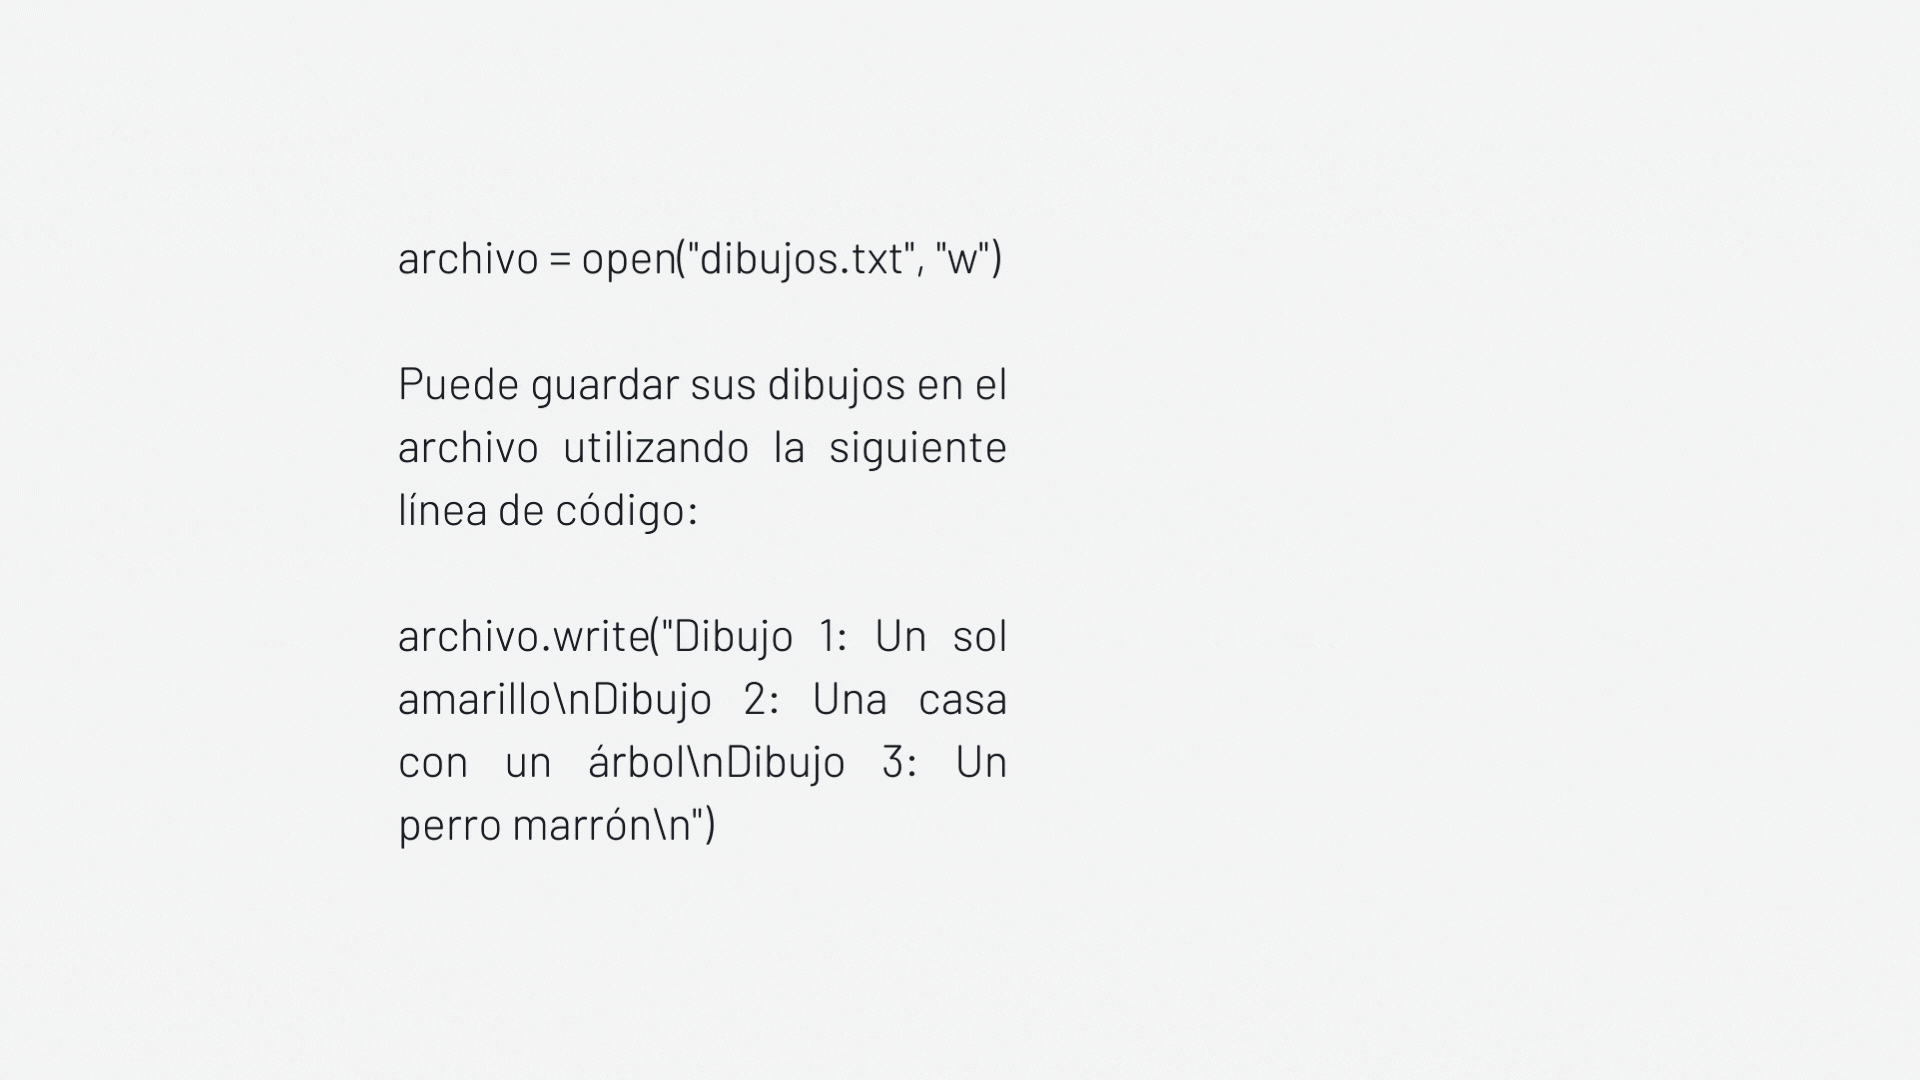 archivo = open("dibujos.txt", "w")
Puede guardar sus dibujos en el
archivo utilizando la siguiente
línea de código:
archivo.write("Dibujo 1: Un sol
amarillo\nDibujo 2: Una casa
con un árbol\nDibujo 3: Un
perro marrón\n")